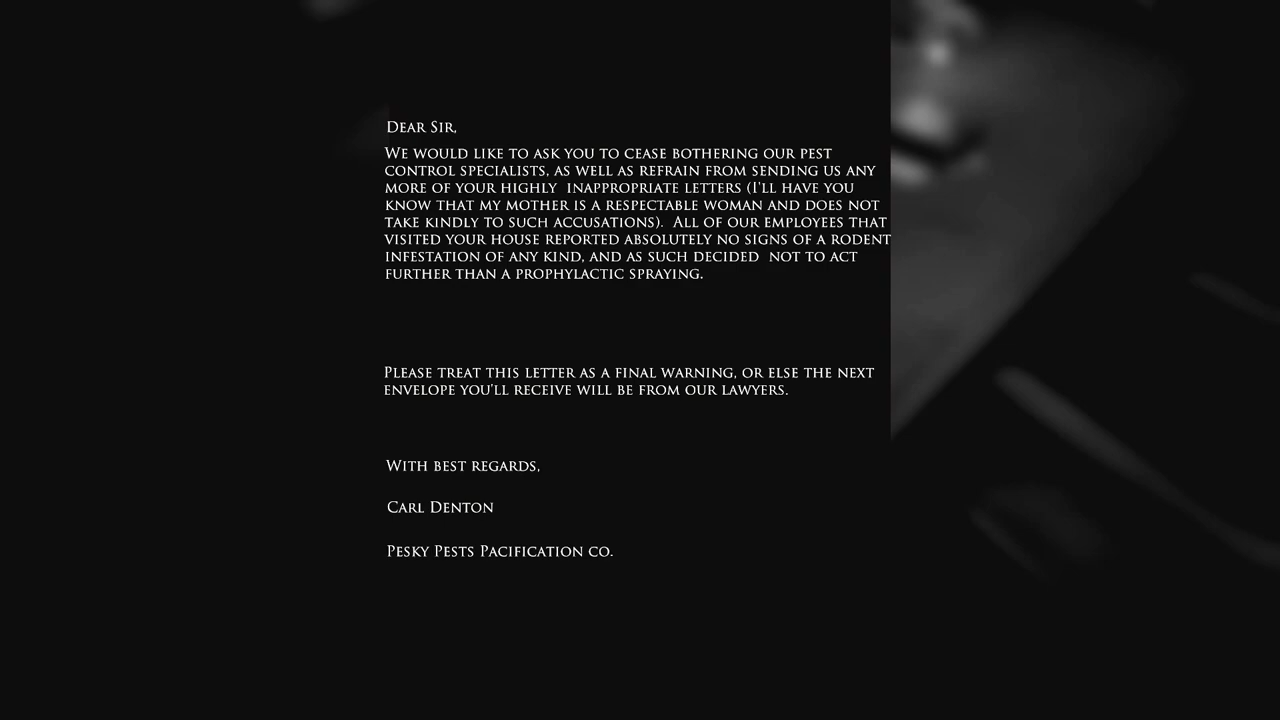 Dear Sir,
We would like to ask you to cease bothering our pest
control specialists, as well as refrain from sending us any
more of your highly  inappropriate letters (I'll have you
know that my mother is a respectable woman and does not
take kindly to such accusations).  All of our employees that
visited your house reported absolutely no signs of a rodent
infestation of any kind, and as such decided  not to act
further than a prophylactic spraying.
Please treat this letter as a final warning, or else the next
envelope you'll receive will be from our lawyers.
With best regards,
Carl Denton
Pesky Pests Pacification co.